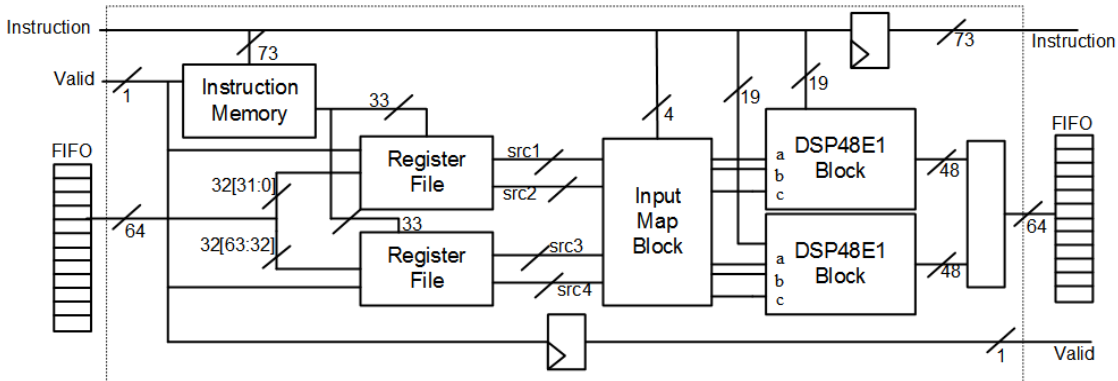 Instruction
73
73
Instruction
Valid
1
Instruction
Memory
33
4
19
19
FIFO
32[31:0]
Register
File
src1
src2
Input
Map
Block
a
b
c
DSP48E1
Block
48
FIFO
64
32[63:32]
33
Register
File
src3
src4
a
b
c
DSP48E1
Block
48
64
1
Valid